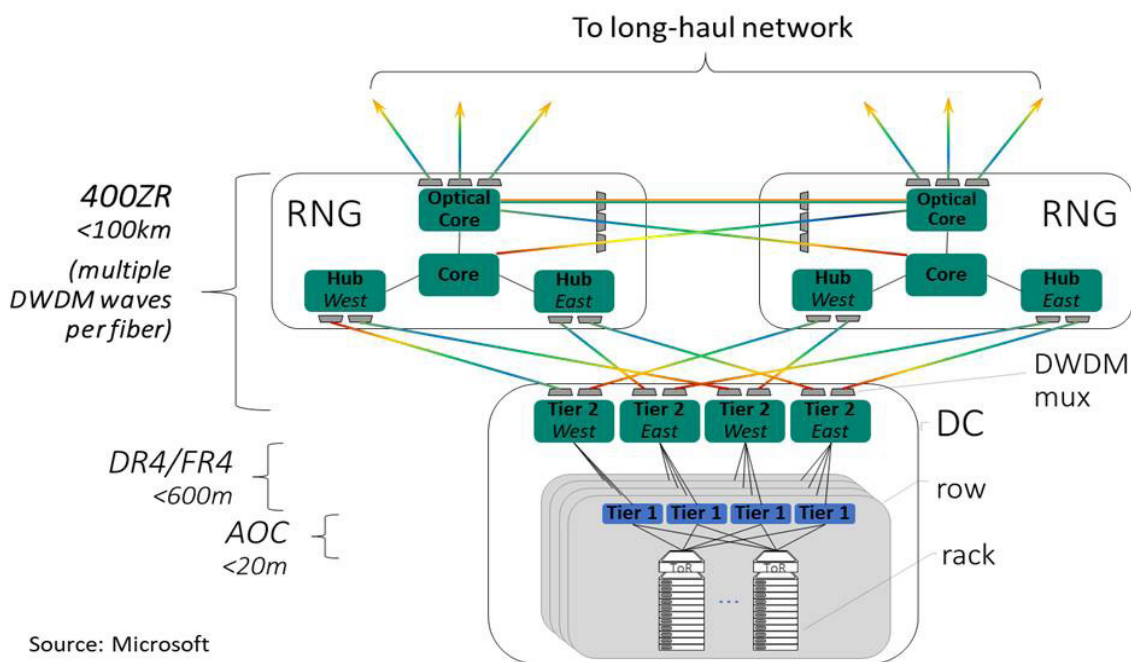 To long-haul network
400ZR
<100km
(multiple
DWDM waves
per fiber)
RNG
Optical
Core
Core
Hub
West
Hub
East
Optical
Core
RNG
Core
Hub
West
Hub
East
DWDM
mux
DC
Tier 2
West
Tier 2
East
Tier 2
West
Tier 2
East
DR4/FR4
<600m
row
Tier 1
Tier 1
Tier 1
Tier 1
AOC
<20m
rack
ToR
...
ToR
Source: Microsoft